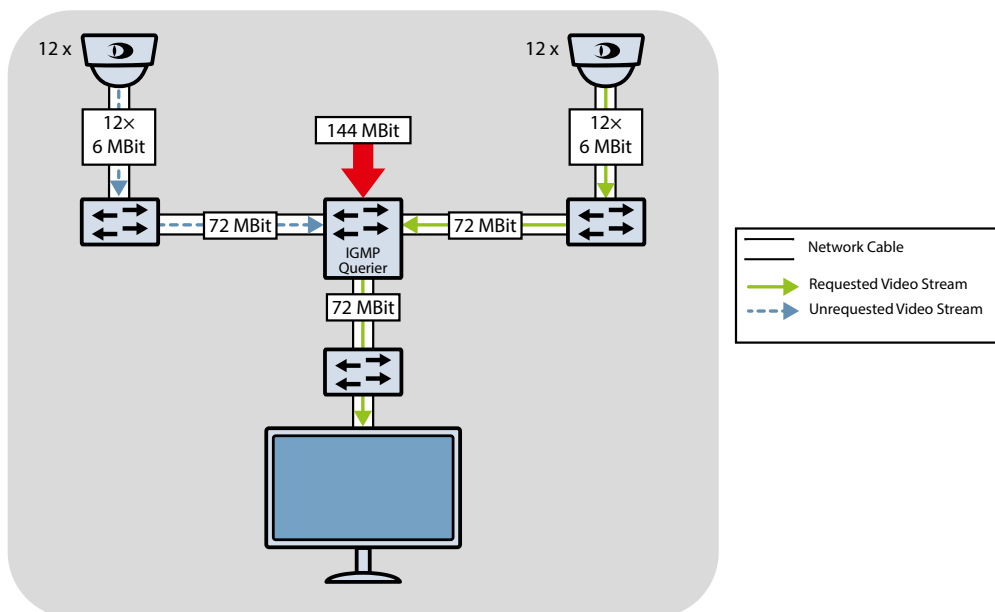 12 x
12 x
12×
6 MBit
144 MBit
12×
6 MBit
72 MBit
72 MBit
IGMP
Querier
72 MBit
Network Cable
Requested Video Stream
Unrequested Video Stream